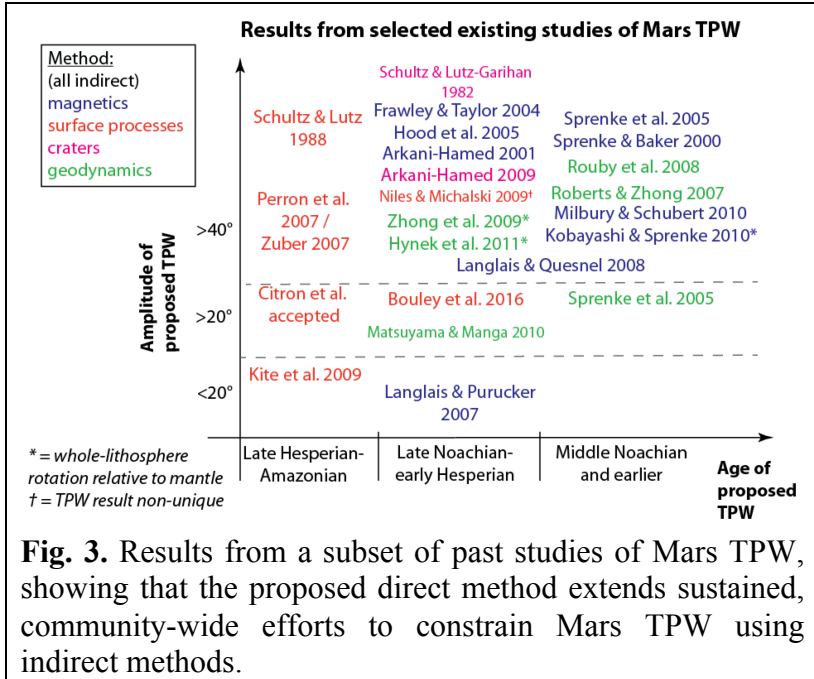 Results from selected existing studies of Mars TPW
Method:
(all indirect)
magnetics
surface processes
craters
geodynamics
Amplitude of
proposed TPW
>40°
>20°
<20°
Schultz & Lutz
1988
Perron et al.
2007 /
Zuber 2007
Citron et al.
accepted
Kite et al. 2009
Schultz & Lutz-Garihan
1982
Frawley & Taylor 2004
Hood et al. 2005
Arkani-Hamed 2001
Arkani-Hamed 2009
Niles & Michalski 2009†
Zhong et al. 2009*
Hynek et al. 2011*
Langlais & Quesnel 2008
Bouley et al. 2016
Matsuyama & Manga 2010
Langlais & Purucker
2007
Sprenke et al. 2005
Sprenke & Baker 2000
Rouby et al. 2008
Roberts & Zhong 2007
Milbury & Schubert 2010
Kobayashi & Sprenke 2010*
Sprenke et al. 2005
Late Hesperian-
Amazonian
Late Noachian-
early Hesperian
Middle Noachian
and earlier
Age of
proposed
TPW
* = whole-lithosphere
rotation relative to mantle
† = TPW result non-unique
Fig. 3. Results from a subset of past studies of Mars TPW,
showing that the proposed direct method extends sustained,
community-wide efforts to constrain Mars TPW using
indirect methods.